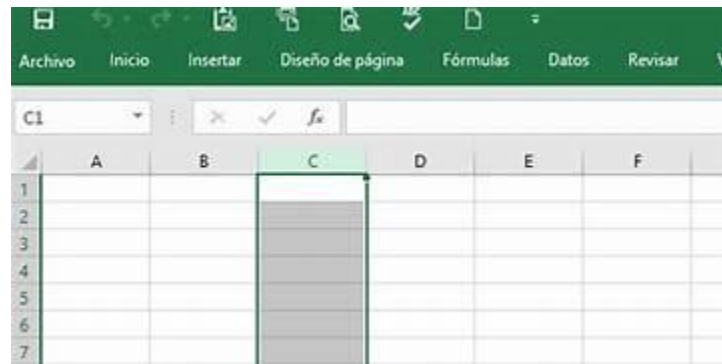 Archivo Inicio Insertar Diseño de página Fórmulas Datos Revisar
C1 fx
A B C D E F
1
2
3
4
5
6
7